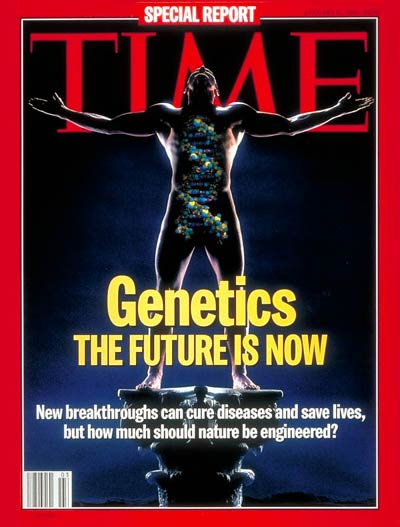 SPECIAL REPORT
TIME
Genetics
THE FUTURE IS NOW
New breakthroughs can cure diseases and save lives,
but how much should nature be engineered?
03